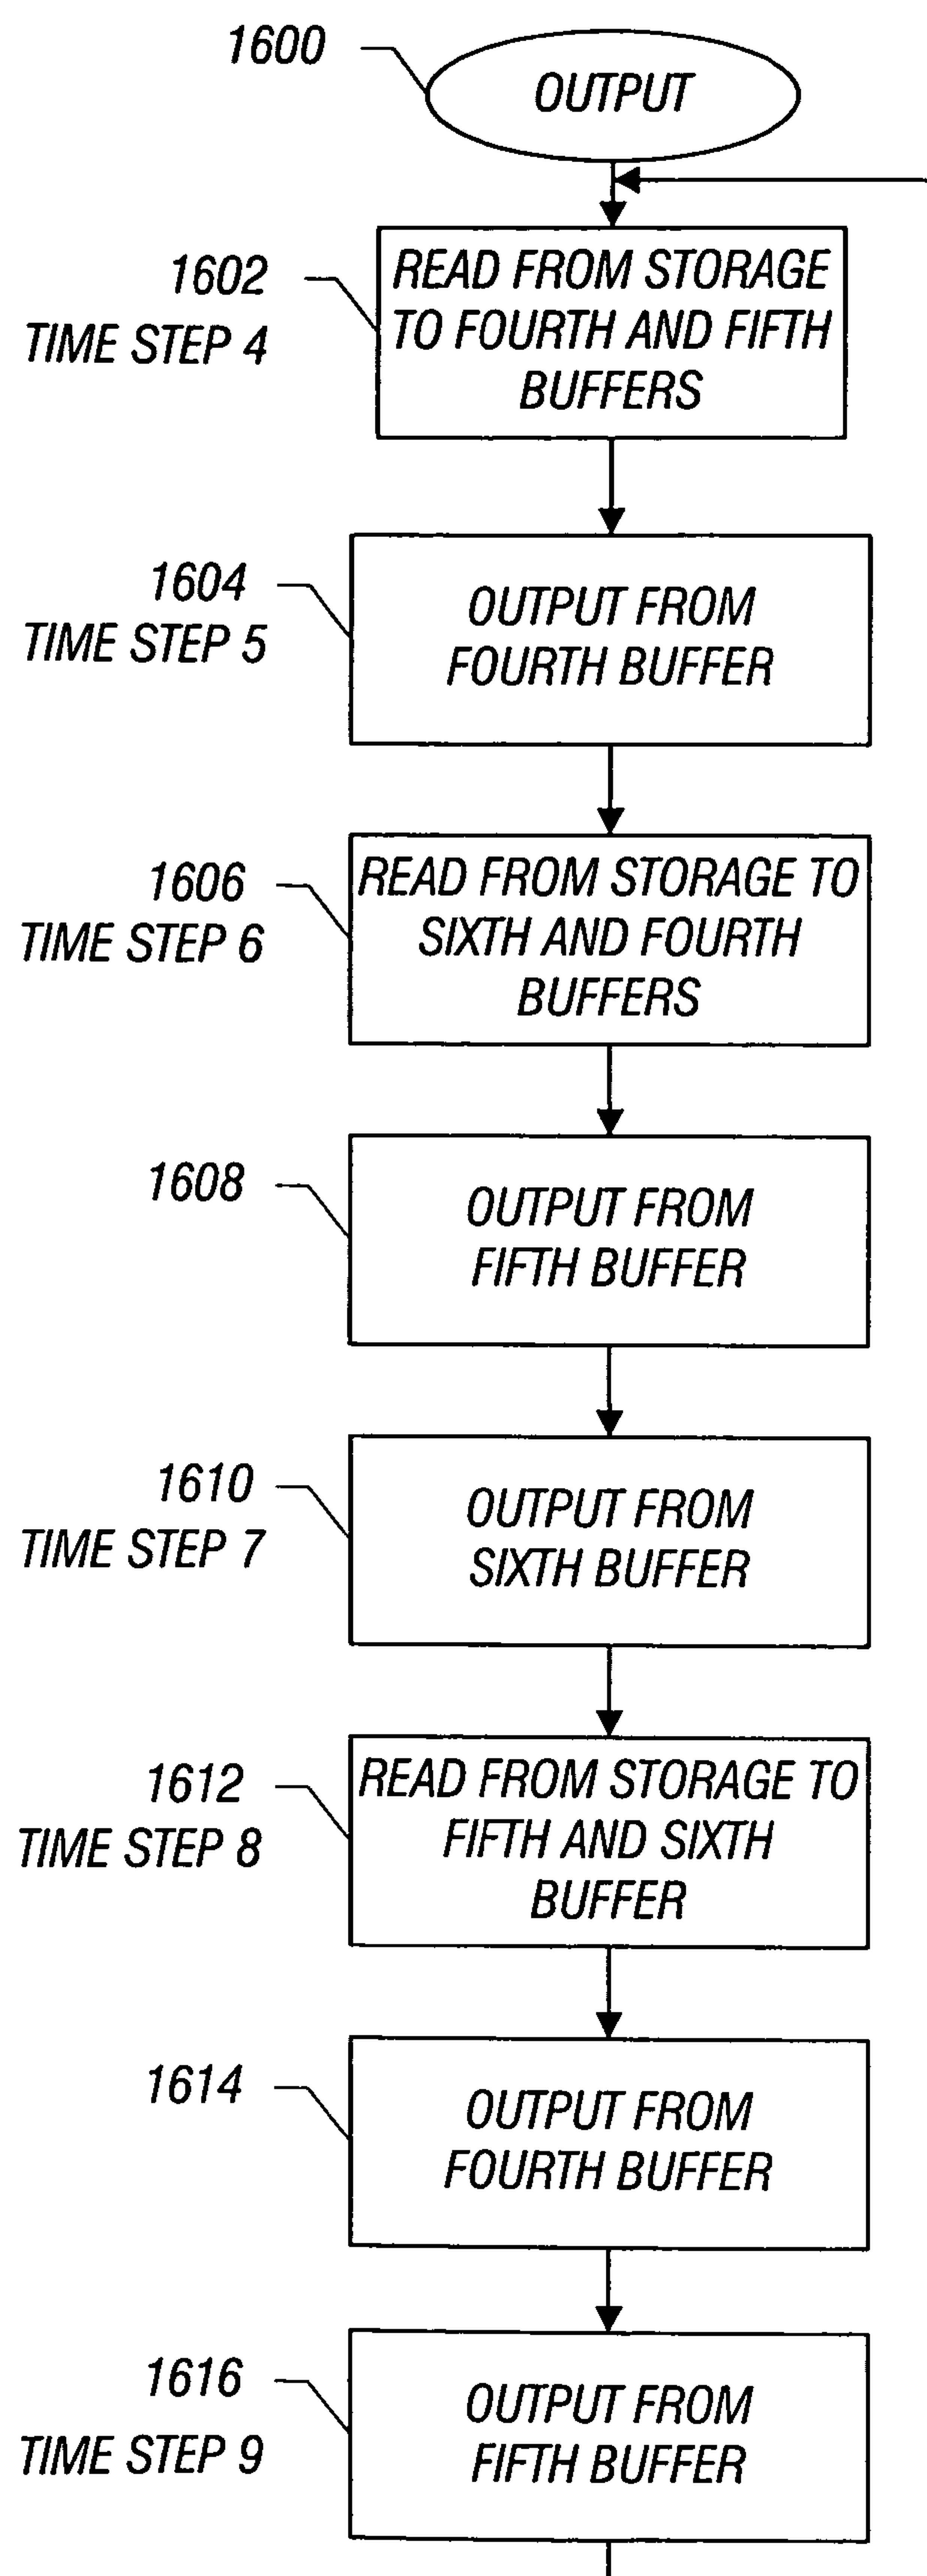 1600
OUTPUT
1602
TIME STEP 4
READ FROM STORAGE
TO FOURTH AND FIFTH
BUFFERS
1604
TIME STEP 5
OUTPUT FROM
FOURTH BUFFER
1606
TIME STEP 6
READ FROM STORAGE TO
SIXTH AND FOURTH
BUFFERS
1608
OUTPUT FROM
FIFTH BUFFER
1610
TIME STEP 7
OUTPUT FROM
SIXTH BUFFER
1612
TIME STEP 8
READ FROM STORAGE TO
FIFTH AND SIXTH
BUFFER
1614
OUTPUT FROM
FOURTH BUFFER
1616
TIME STEP 9
OUTPUT FROM
FIFTH BUFFER